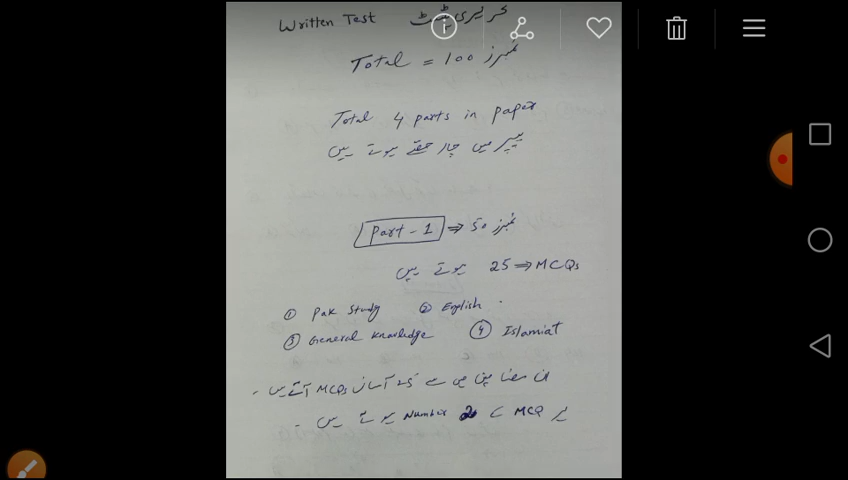 Written Test تحریری ٹیسٹ
Total = 100 نمبرز
Total 4 parts in paper
پیپر میں چار حصّے ہوتے ہیں
Part-1 ⇒ 50 نمبرز
25 ⇒ MCQs ہوتے ہیں
① Pak Study ② English
③ General Knowledge ④ Islamiat
ان مضامین میں سے 25 آسان MCQs آتے ہیں -
ہر MCQ کے 2 Number ہوتے ہیں -